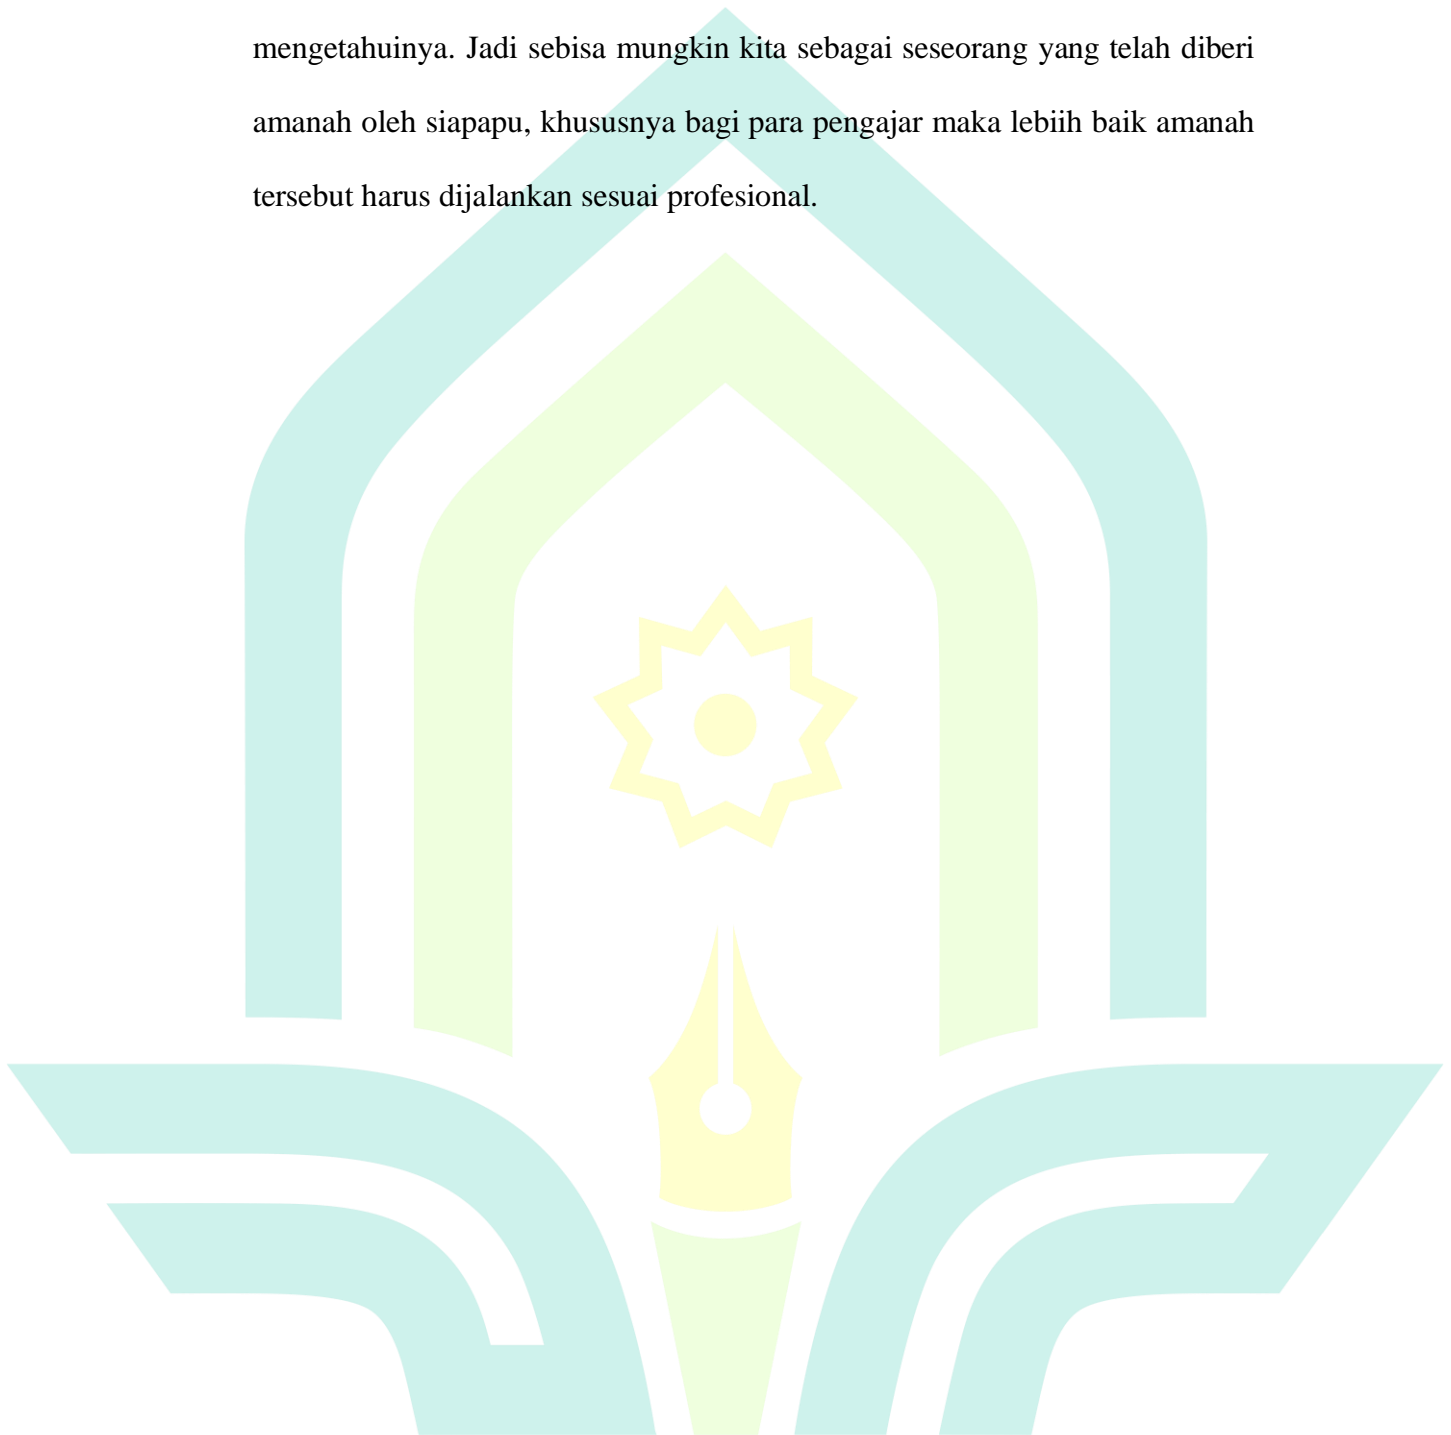 mengetahuinya. Jadi sebisa mungkin kita sebagai seseorang yang telah diberi
amanah oleh siapapu, khususnya bagi para pengajar maka lebiih baik amanah
tersebut harus dijalankan sesuai profesional.